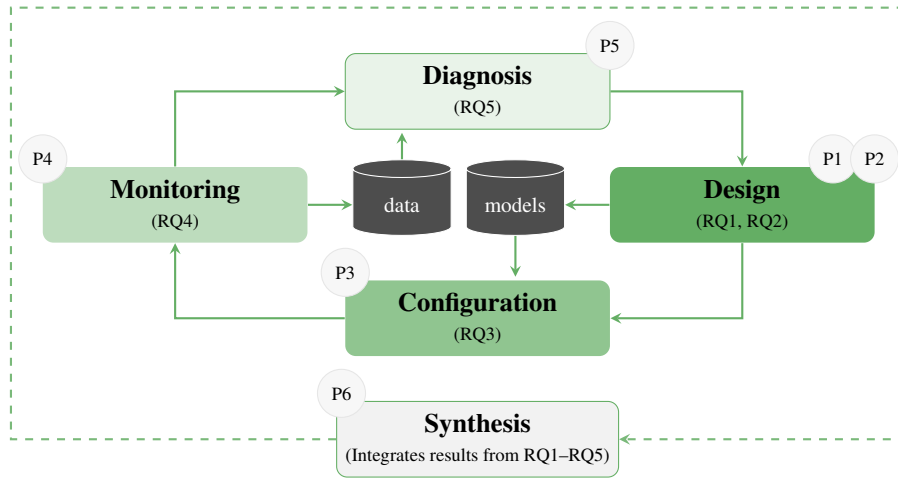 P5
Diagnosis
(RQ5)
P4
P1
P2
Monitoring
(RQ4)
data
models
Design
(RQ1, RQ2)
P3
Configuration
(RQ3)
P6
Synthesis
(Integrates results from RQ1–RQ5)